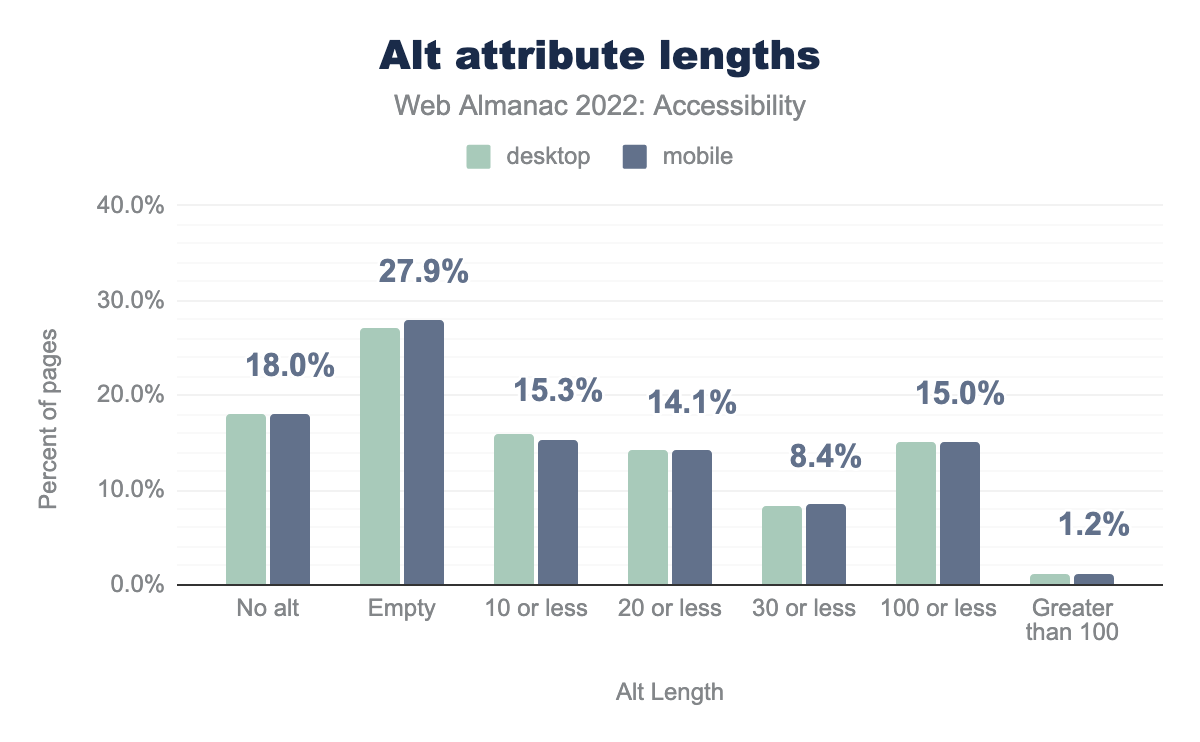 Alt attribute lengths
Web Almanac 2022: Accessibility
desktop mobile
40.0%
30.0%
20.0%
10.0%
0.0%
Percent of pages
18.0%
27.9%
15.3%
14.1%
8.4%
15.0%
1.2%
No alt
Empty
10 or less
20 or less
30 or less
100 or less
Greater
than 100
Alt Length